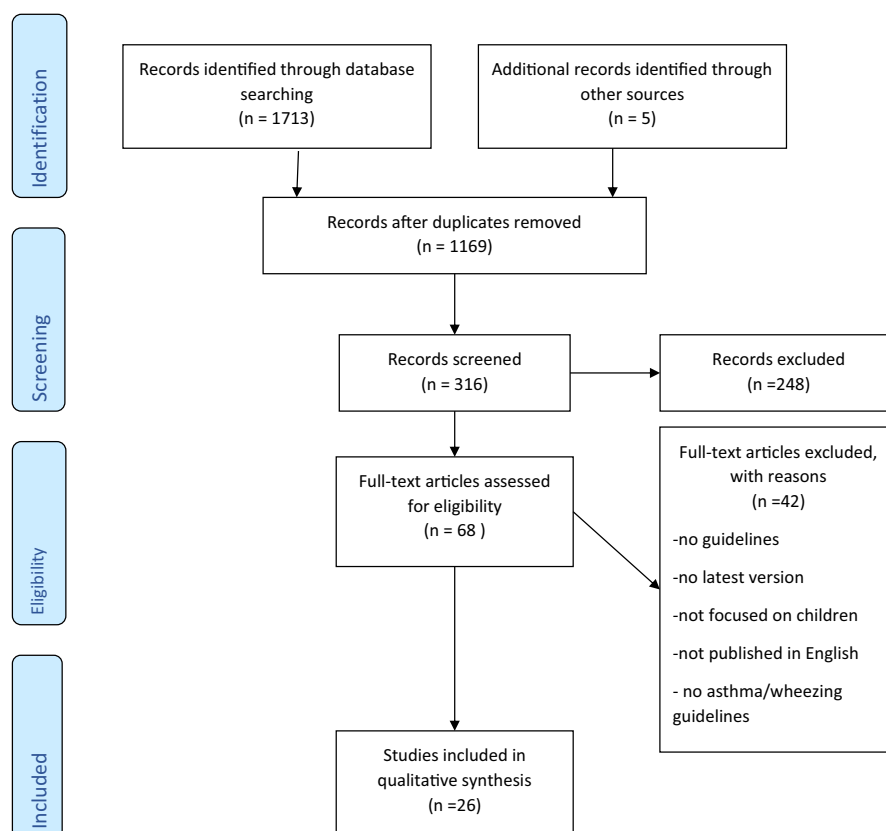 Identification
Records identified through database
searching
(n = 1713)
Additional records identified through
other sources
(n = 5)
Records after duplicates removed
(n = 1169)
Screening
Records screened
(n = 316)
Records excluded
(n =248)
Eligibility
Full-text articles assessed
for eligibility
(n = 68 )
Full-text articles excluded,
with reasons
(n =42)
-no guidelines
-no latest version
-not focused on children
-not published in English
- no asthma/wheezing
guidelines
Included
Studies included in
qualitative synthesis
(n =26)